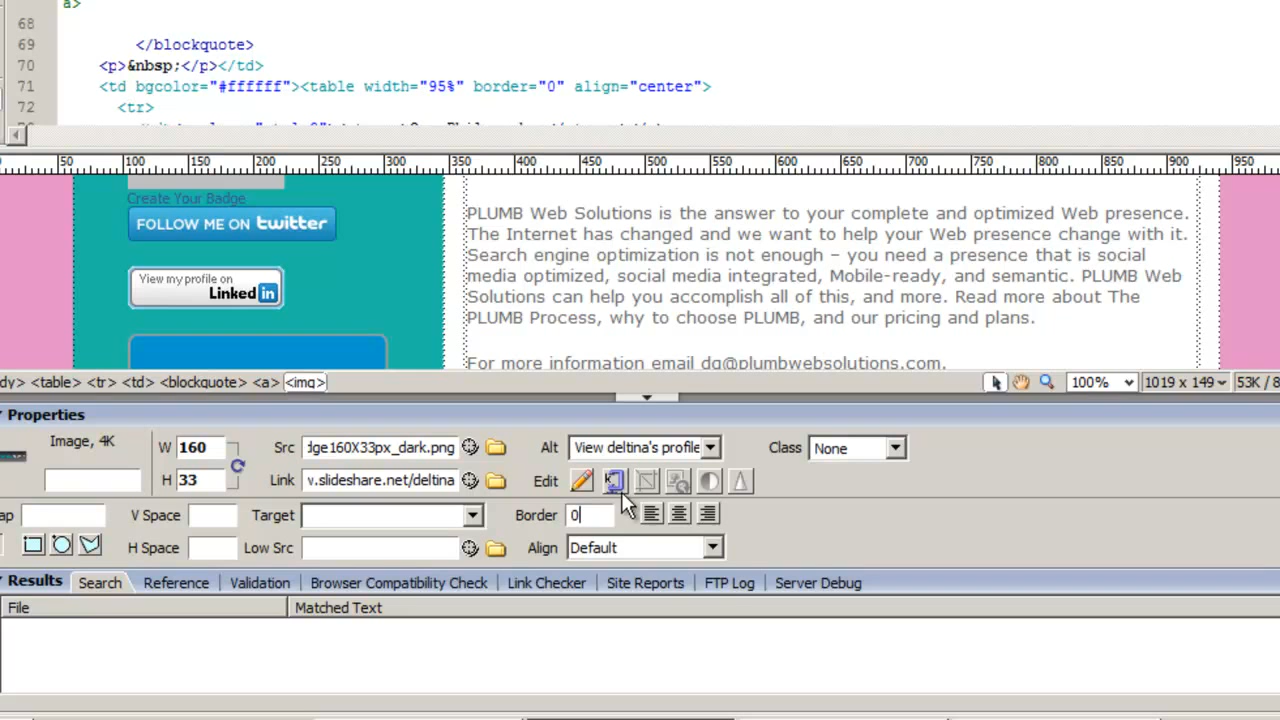 a>
68
69 </blockquote>
70 <p>&nbsp;</p></td>
71 <td bgcolor="#ffffff"><table width="95%" border="0" align="center">
72 <tr>
50 100 150 200 250 300 350 400 450 500 550 600 650 700 750 800 850 900 950
Create Your Badge
FOLLOW ME ON twitter
View my profile on
Linked in
PLUMB Web Solutions is the answer to your complete and optimized Web presence.
The Internet has changed and we want to help your Web presence change with it.
Search engine optimization is not enough – you need a presence that is social
media optimized, social media integrated, Mobile-ready, and semantic. PLUMB Web
Solutions can help you accomplish all of this, and more. Read more about The
PLUMB Process, why to choose PLUMB, and our pricing and plans.
For more information email dg@plumbwebsolutions.com.
dy> <table> <tr> <td> <blockquote> <a> <img> 100% 1019 x 149 53K / 8
Properties
Image, 4K W 160 Src dge160X33px_dark.png Alt View deltina's profile Class None
H 33 Link v.slideshare.net/deltina Edit
ap V Space Target Border 0
H Space Low Src Align Default
Results Search Reference Validation Browser Compatibility Check Link Checker Site Reports FTP Log Server Debug
File Matched Text